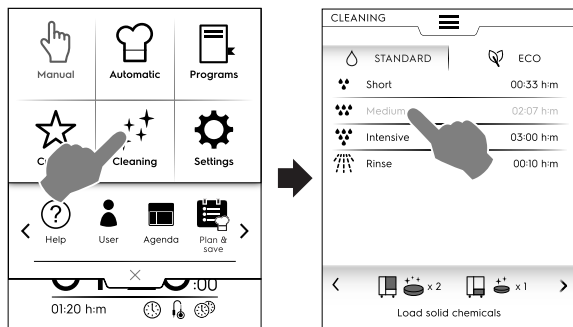 Manual
Automatic
Programs
Cleaning
Settings
Help
User
Agenda
Plan &
save
:00
01:20 h:m
CLEANING
STANDARD
ECO
Short 00:33 h:m
Medium 02:07 h:m
Intensive 03:00 h:m
Rinse 00:10 h:m
x 2
x 1
Load solid chemicals